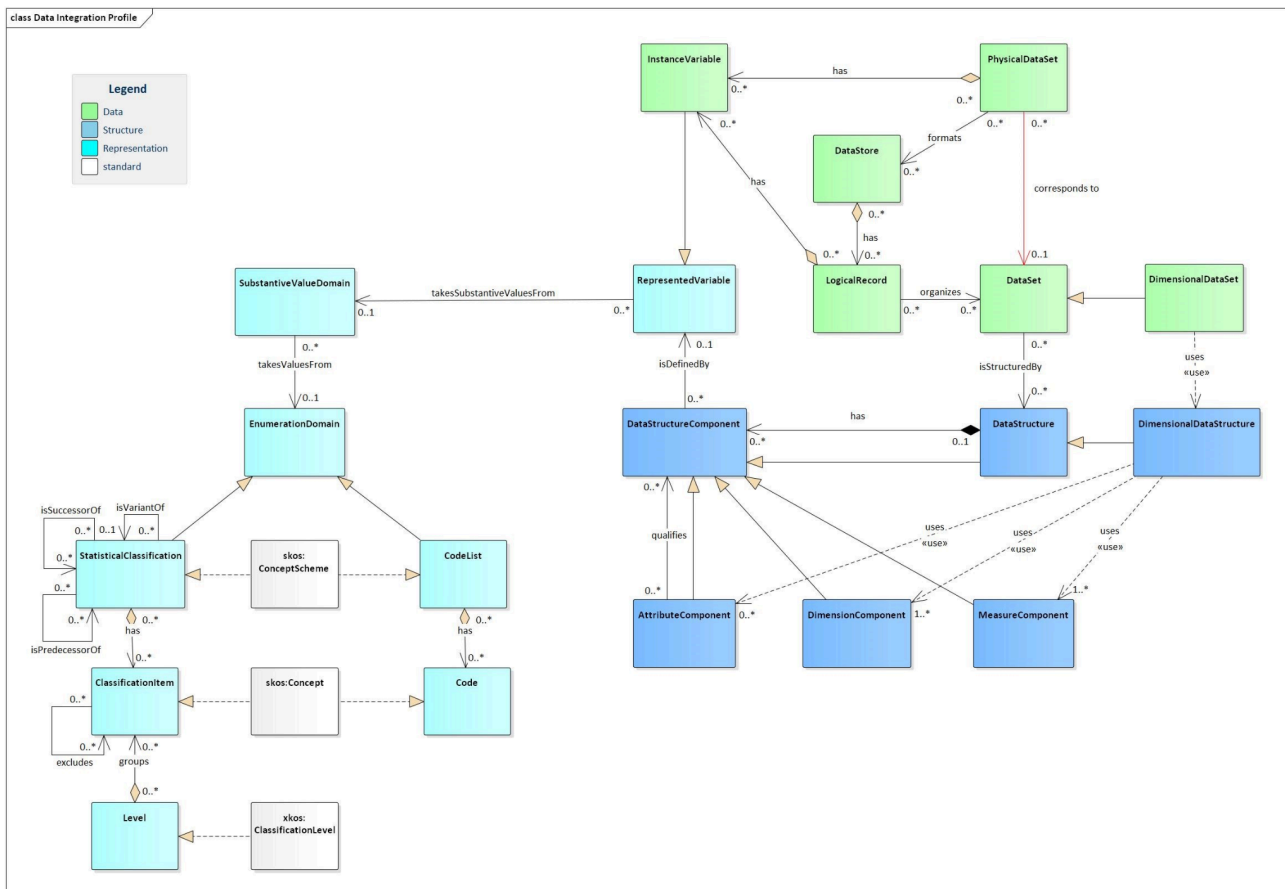 class Data Integration Profile
Legend
Data
Structure
Representation
standard
InstanceVariable
has
0..*
0..*
PhysicalDataSet
0..*
0..*
0..*
formats
DataStore
0..*
corresponds to
0..*
has
0..*
has
0..*
0..*
0..1
SubstantiveValueDomain
takesSubstantiveValuesFrom
0..1
0..*
RepresentedVariable
LogicalRecord
organizes
0..*
0..*
DataSet
DimensionalDataSet
0..*
takesValuesFrom
0..1
0..1
isDefinedBy
0..*
0..*
isStructuredBy
0..*
uses
«use»
EnumerationDomain
DataStructureComponent
has
0..*
0..1
DataStructure
DimensionalDataStructure
isSuccessorOf
isVariantOf
0..*
0..1
0..*
0..*
StatisticalClassification
0..*
0..*
0..*
isPredecessorOf
has
0..*
skos:
ConceptScheme
CodeList
0..*
has
0..*
0..*
qualifies
0..*
uses
«use»
uses
«use»
uses
«use»
AttributeComponent
0..*
DimensionComponent
1..*
MeasureComponent
1..*
ClassificationItem
0..*
0..*
excludes
0..*
groups
0..*
skos:Concept
Code
Level
xkos:
ClassificationLevel